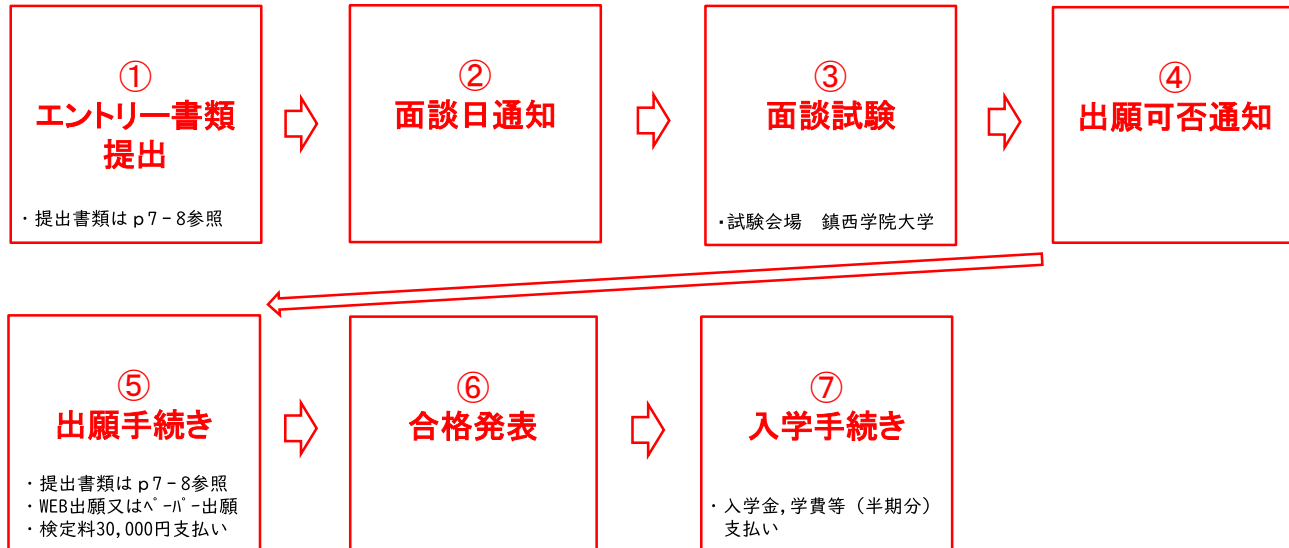 ①
エントリー書類
提出
・提出書類はp7-8参照
②
面談日通知
③
面談試験
・試験会場　鎮西学院大学
④
出願可否通知
⑤
出願手続き
・提出書類はp7-8参照
・WEB出願又はﾍﾟｰﾊﾟｰ出願
・検定料30,000円支払い
⑥
合格発表
⑦
入学手続き
・入学金,学費等（半期分）
支払い